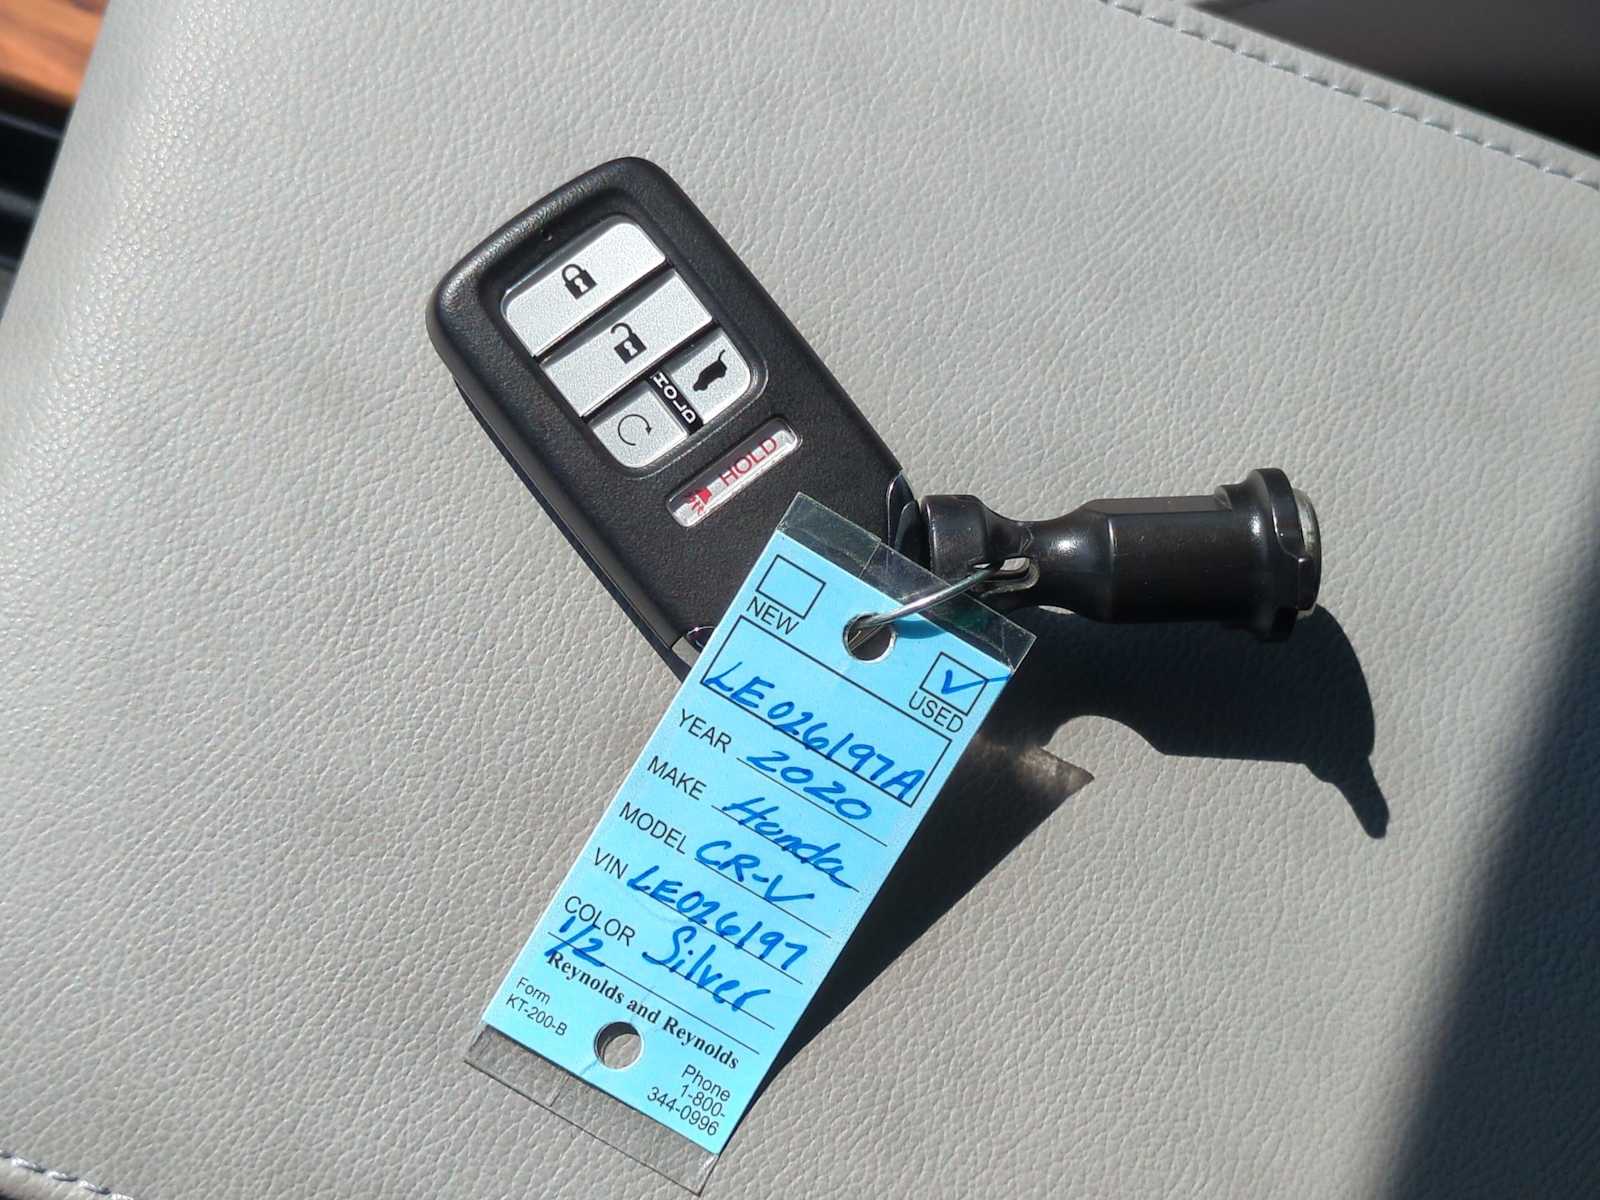 HOLD
HOLD
NEW
✓
USED
LE026197A
YEAR 2020
MAKE Honda
MODEL CR-V
VIN LE026197
COLOR Silver
1/2
Reynolds and Reynolds
Form
KT-200-B
Phone
1-800-
344-0996